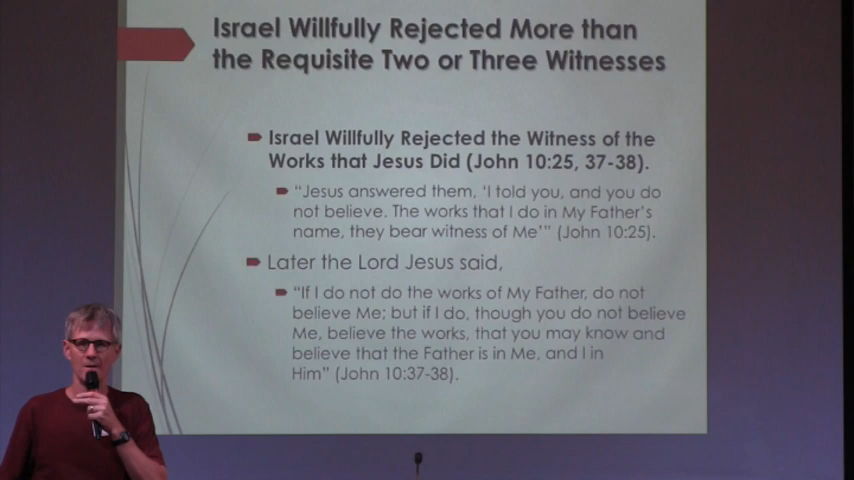 Israel Willfully Rejected More than
the Requisite Two or Three Witnesses
Israel Willfully Rejected the Witness of the
Works that Jesus Did (John 10:25, 37-38).
“Jesus answered them, ‘I told you, and you do
not believe. The works that I do in My Father’s
name, they bear witness of Me’” (John 10:25).
Later the Lord Jesus said,
“If I do not do the works of My Father, do not
believe Me; but if I do, though you do not believe
Me, believe the works, that you may know and
believe that the Father is in Me, and I in
Him” (John 10:37-38).